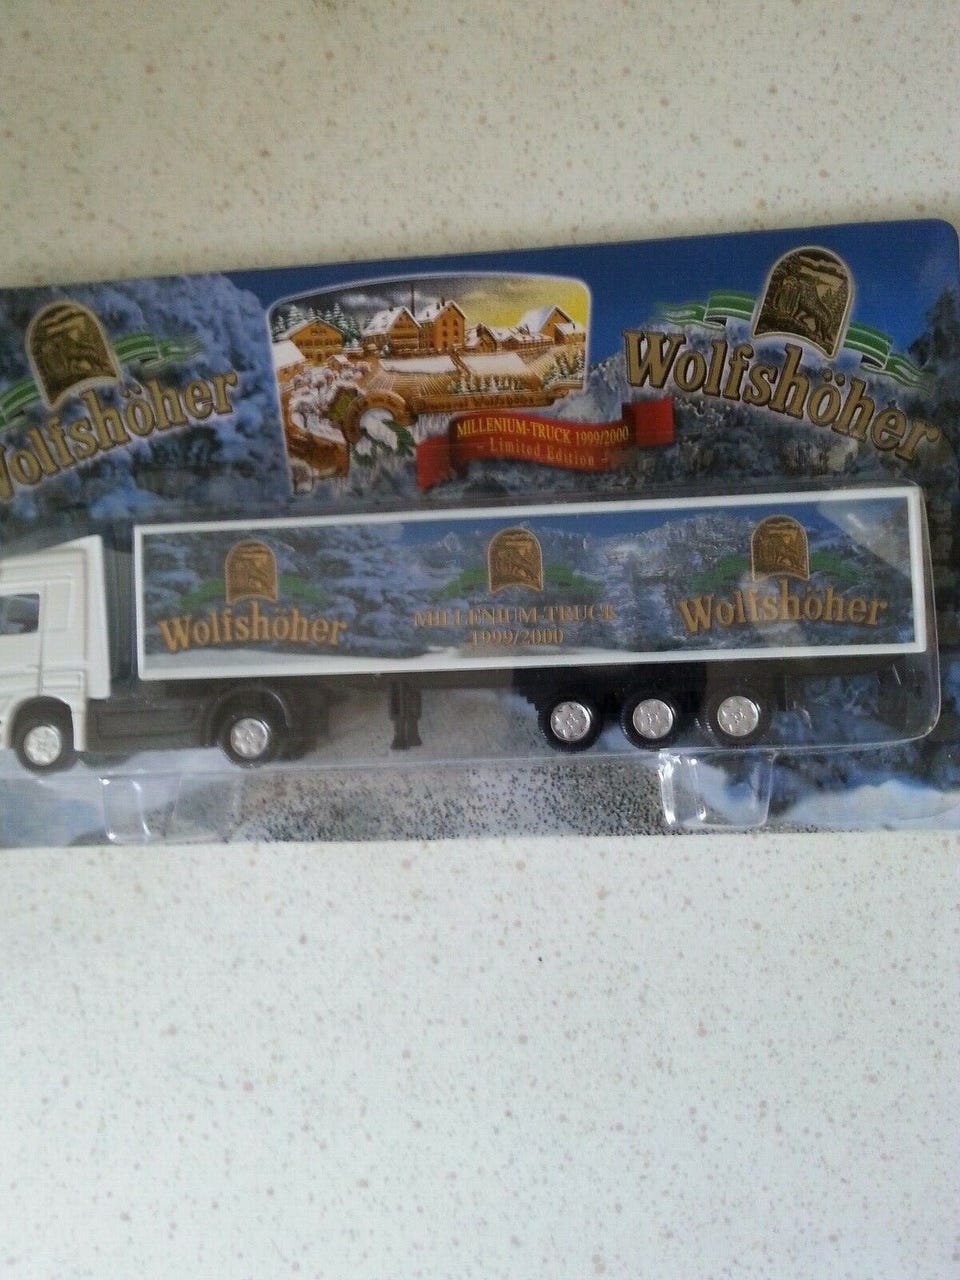 Wolfshöher
MILLENIUM-TRUCK 1999/2000
- Limited Edition -
Wolfshöher
Wolfshöher
MILLENIUM-TRUCK
1999/2000
Wolfshöher